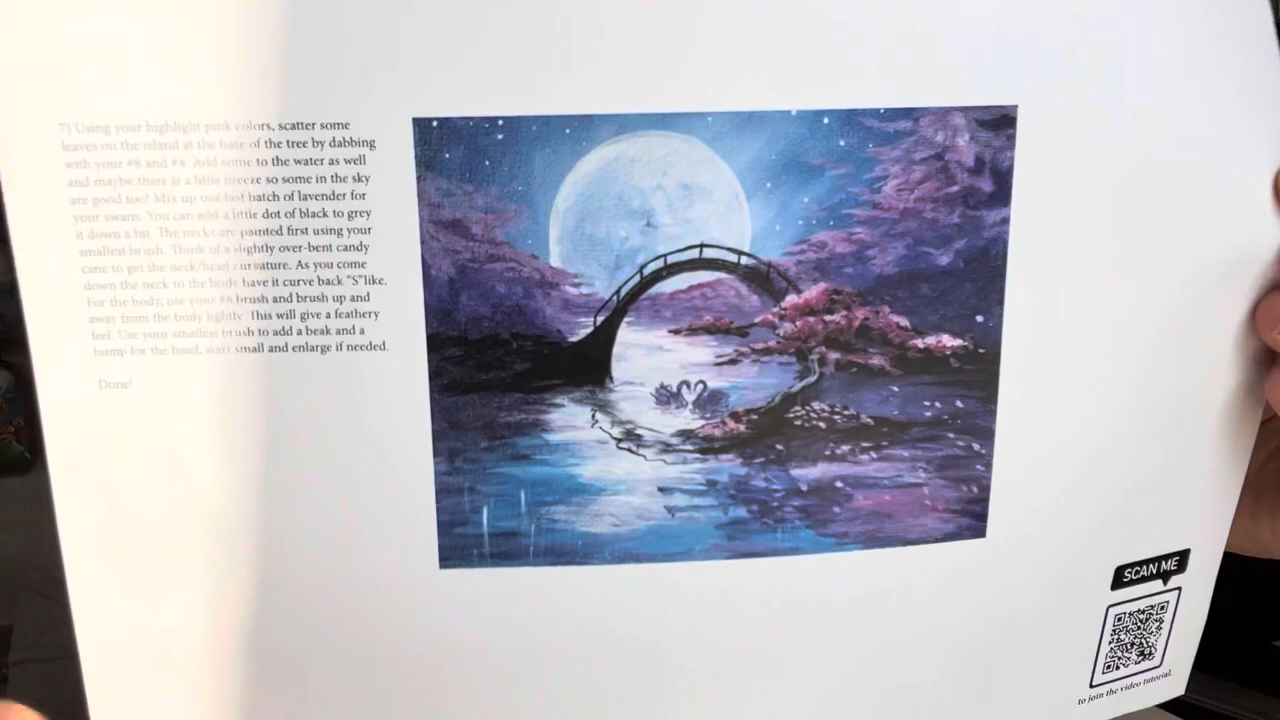 7) Using your highlight pink colors, scatter some
leaves on the island at the base of the tree by dabbing
with your #8 and #4. Add some to the water as well
and maybe there is a little breeze so some in the sky
are good too! Mix up one last batch of lavender for
your swans. You can add a little dot of black to grey
it down a bit. The necks are painted first using your
smallest brush. Think of a slightly over-bent candy
cane to get the neck/head curvature. As you come
down the neck to the body have it curve back "S"like.
For the body, use your #8 brush and brush up and
away from the body lightly. This will give a feathery
feel. Use your smallest brush to add a beak and a
bump for the head, start small and enlarge if needed.
Done!
SCAN ME
to join the video tutorial.